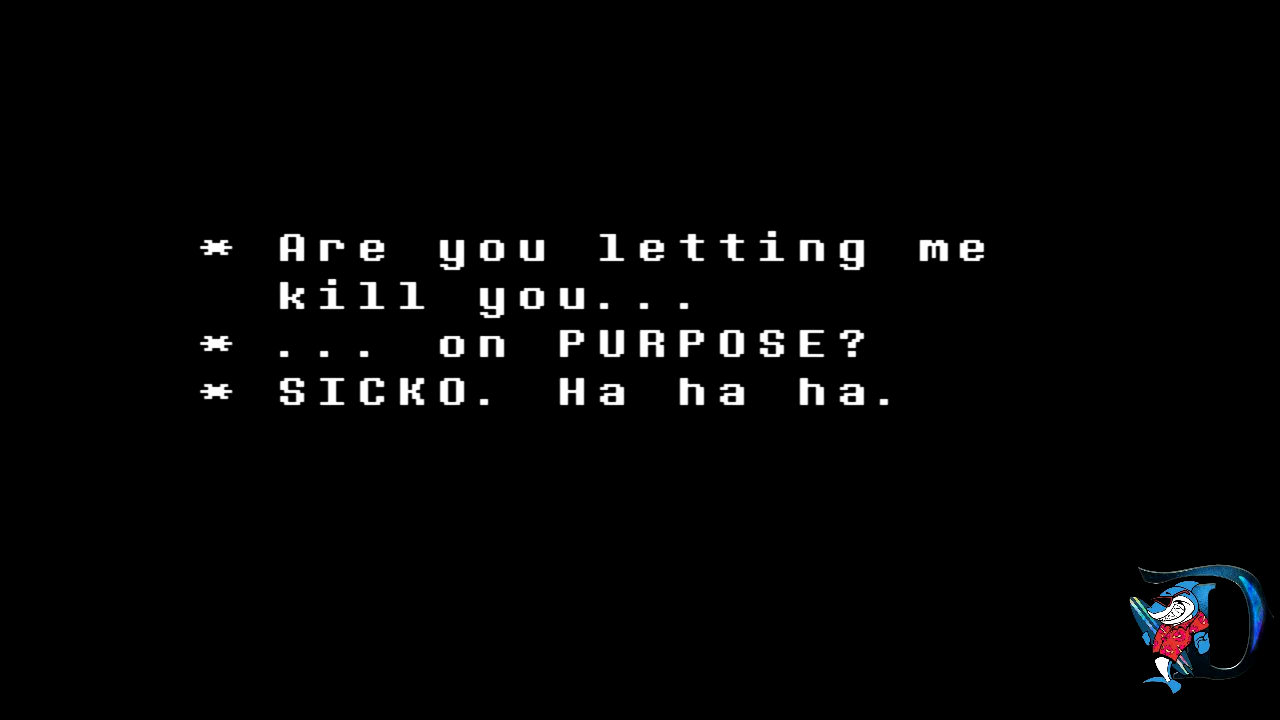 * Are you letting me
kill you...
* ... on PURPOSE?
* SICKO. Ha ha ha.
D